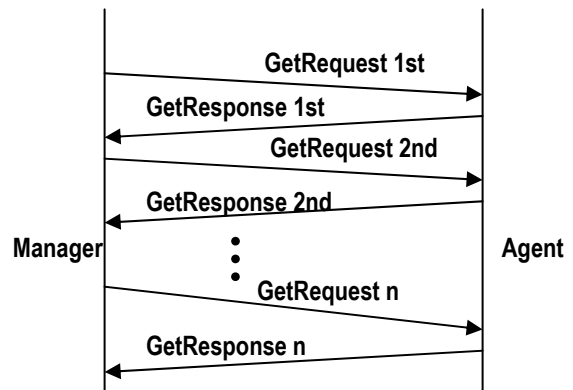 GetRequest 1st
GetResponse 1st
GetRequest 2nd
GetResponse 2nd
Manager
Agent
GetRequest n
GetResponse n